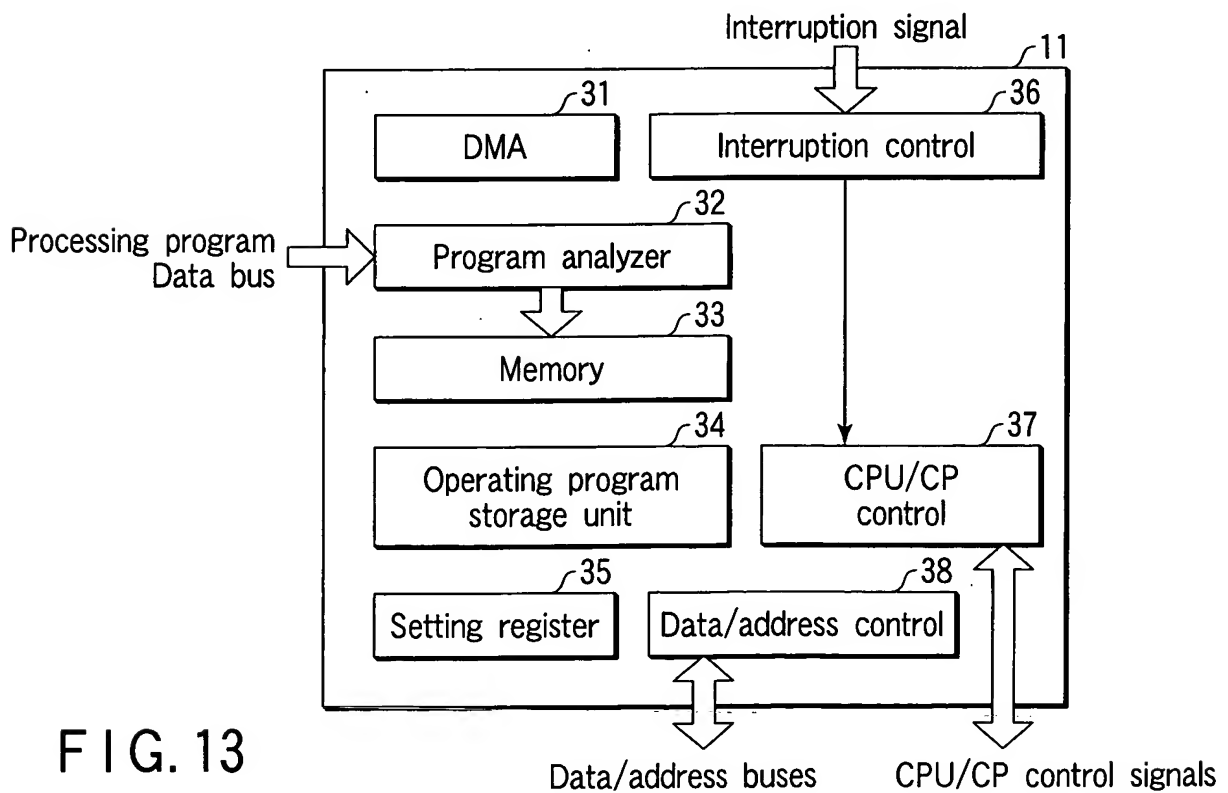 Interruption signal
11
31
36
DMA
Interruption control
32
Processing program
Data bus
Program analyzer
33
Memory
34
37
Operating program
storage unit
CPU/CP
control
35
38
Setting register
Data/address control
FIG. 13
Data/address buses
CPU/CP control signals